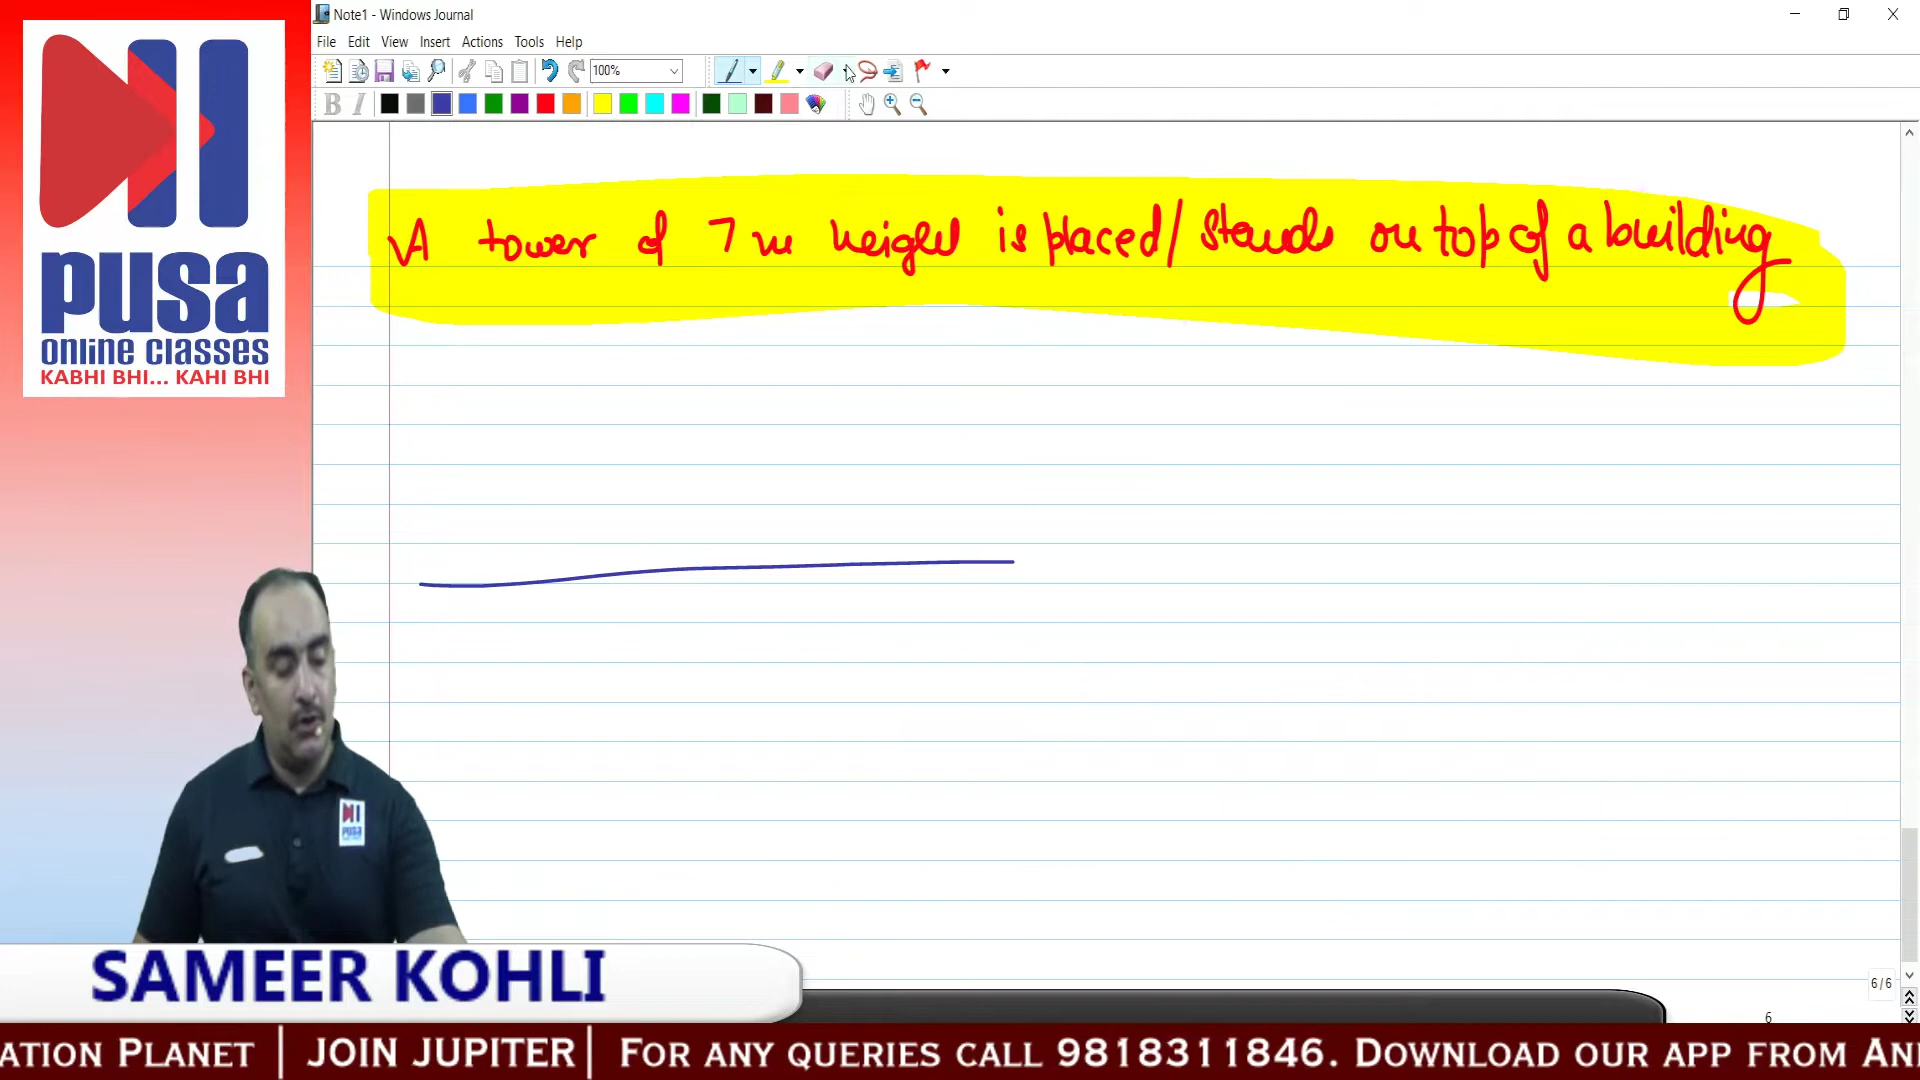 Note1 - Windows Journal
File Edit View Insert Actions Tools Help
100%
B I
A tower of 7 m height is placed/ stands on top of a building
PUSA
ONLINE CLASSES
KABHI BHI... KAHI BHI
PUSA
6 / 6
6
SAMEER KOHLI
ATION PLANET | JOIN JUPITER | FOR ANY QUERIES CALL 9818311846. DOWNLOAD OUR APP FROM AN